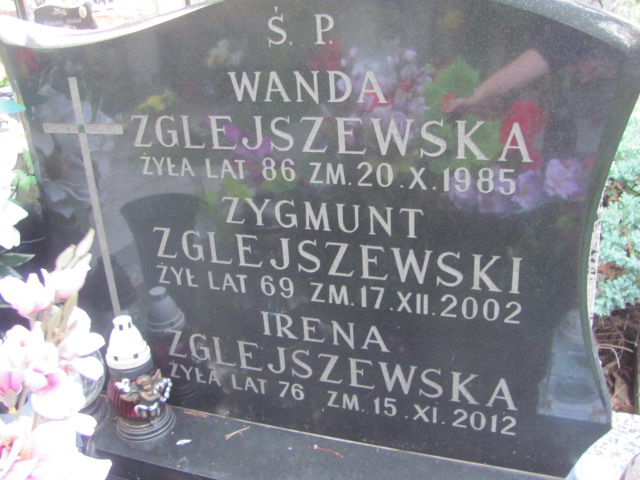 Ś. P.
WANDA
ZGLEJSZEWSKA
ŻYŁA LAT 86 ZM. 20. X. 1985
ZYGMUNT
ZGLEJSZEWSKI
ŻYŁ LAT 69 ZM. 17. XII. 2002
IRENA
ZGLEJSZEWSKA
ŻYŁA LAT 76 ZM. 15. XI. 2012